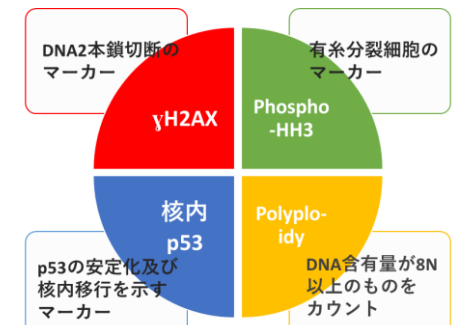 DNA2本鎖切断の
マーカー
有糸分裂細胞の
マーカー
ɣH2AX
Phospho
-HH3
核内
p53
Polyplo-
idy
p53の安定化及び
核内移行を示す
マーカー
DNA含有量が8N
以上のものを
カウント